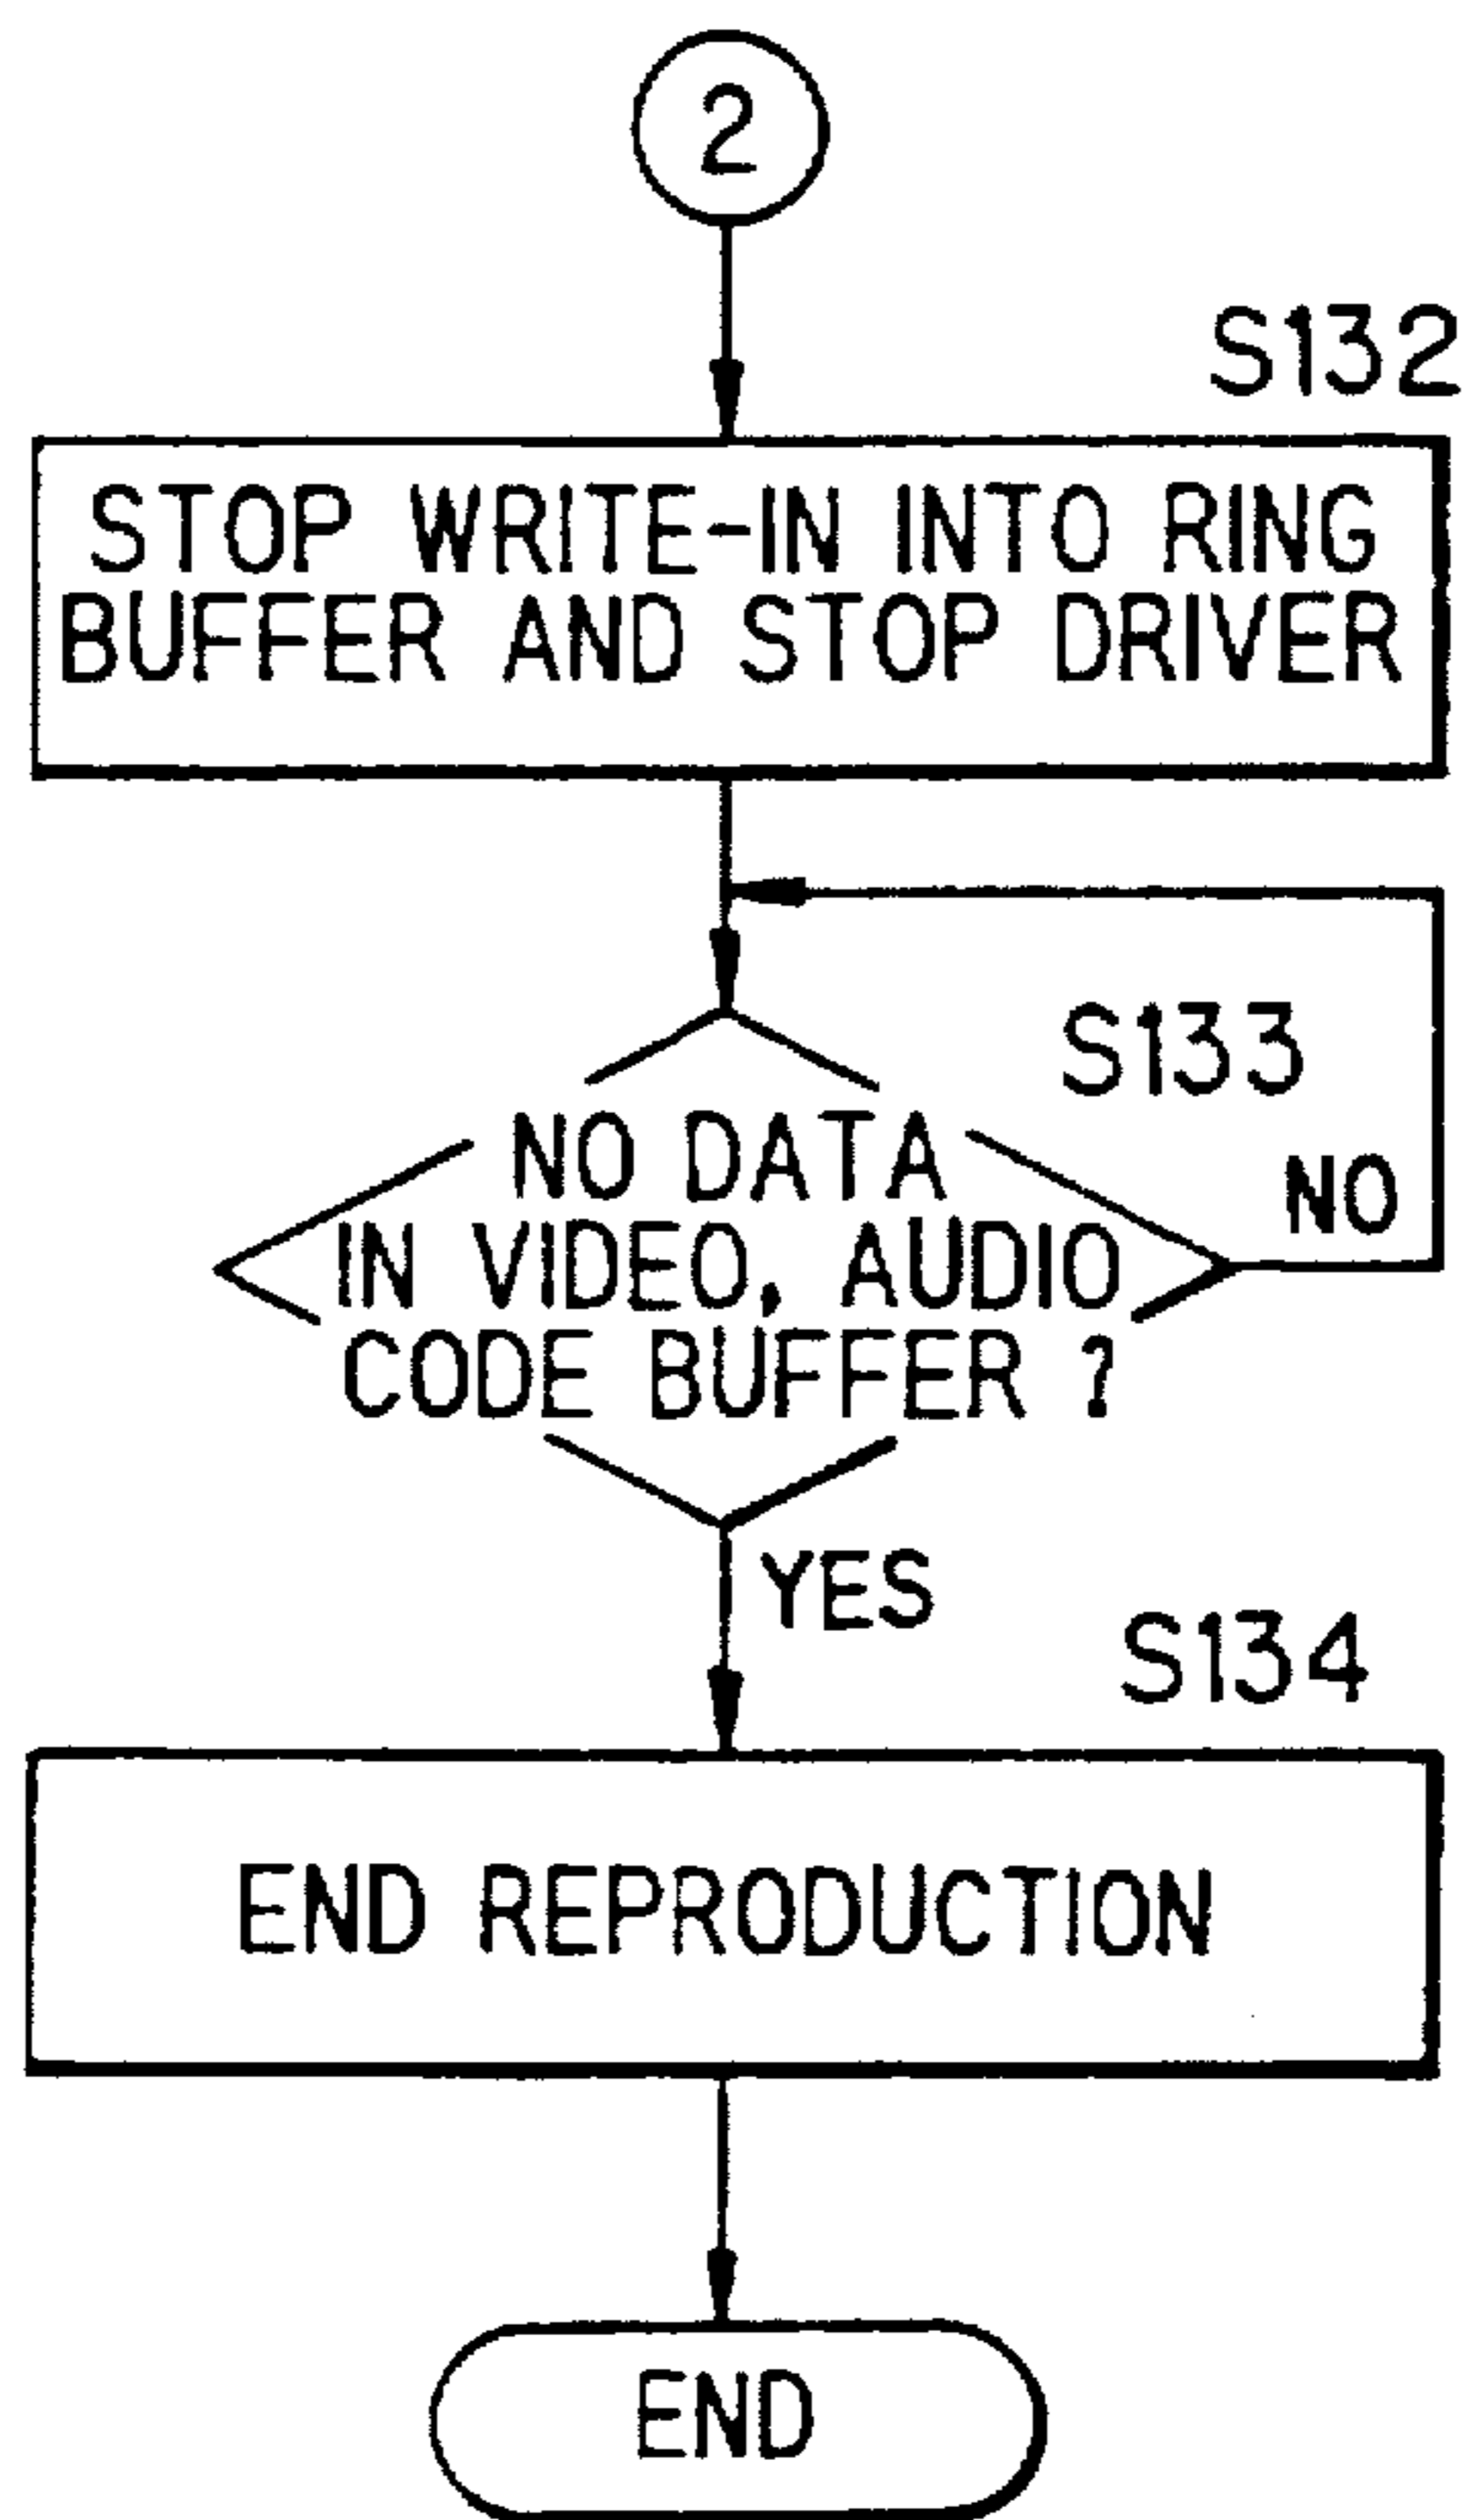 2
S132
STOP WRITE-IN INTO RING
BUFFER AND STOP DRIVER
S133
NO DATA
IN VIDEO, AUDIO
CODE BUFFER ?
NO
YES
S134
END REPRODUCTION
END